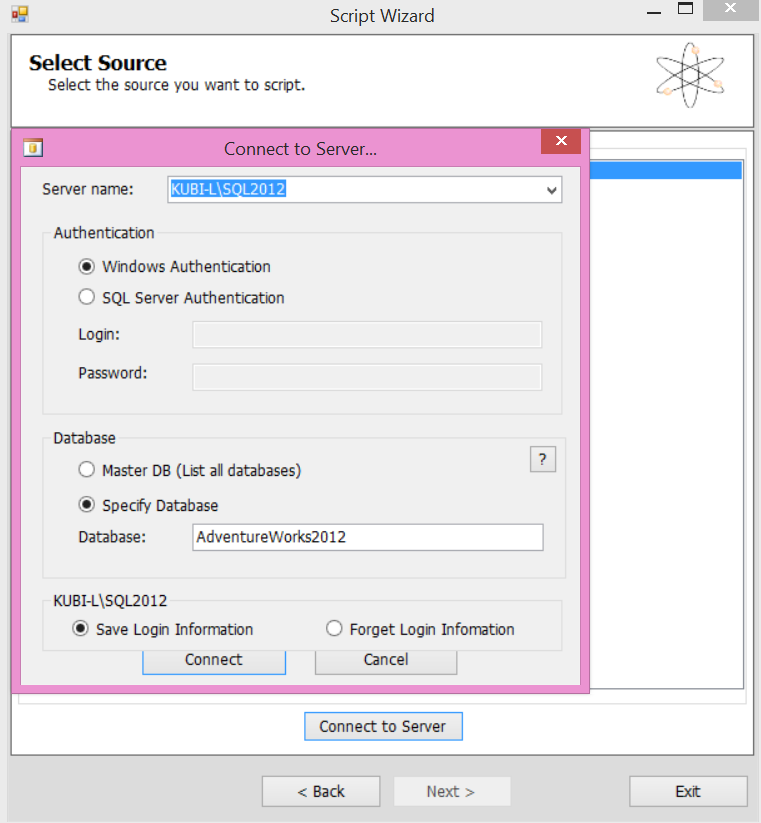 Script Wizard
Select Source
Select the source you want to script.
Connect to Server...
Server name: KUBI-L\SQL2012
Authentication
Windows Authentication
SQL Server Authentication
Login:
Password:
Database
?
Master DB (List all databases)
Specify Database
Database: AdventureWorks2012
KUBI-L\SQL2012
Save Login Information Forget Login Infomation
Connect Cancel
Connect to Server
< Back Next > Exit